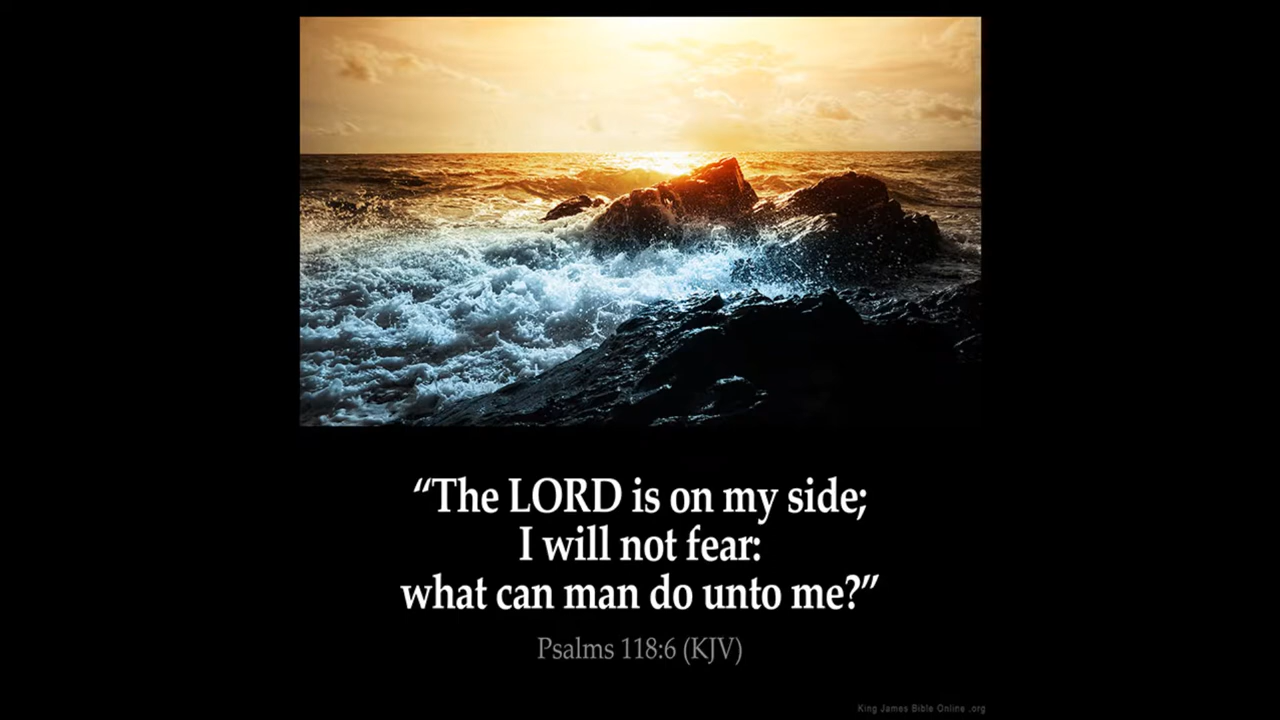 “The LORD is on my side;
I will not fear:
what can man do unto me?”
Psalms 118:6 (KJV)
King James Bible Online .org